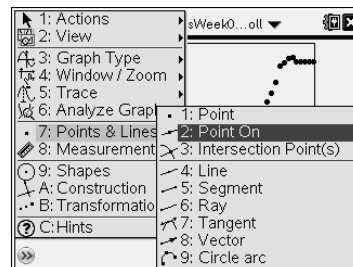 1: Actions
2: View
3: Graph Type
4: Window / Zoom
5: Trace
6: Analyze Grap
7: Points & Lines
8: Measurement
9: Shapes
A: Construction
B: Transformatio
C: Hints
sWeek0...oll
1: Point
2: Point On
3: Intersection Point(s)
4: Line
5: Segment
6: Ray
7: Tangent
8: Vector
9: Circle arc